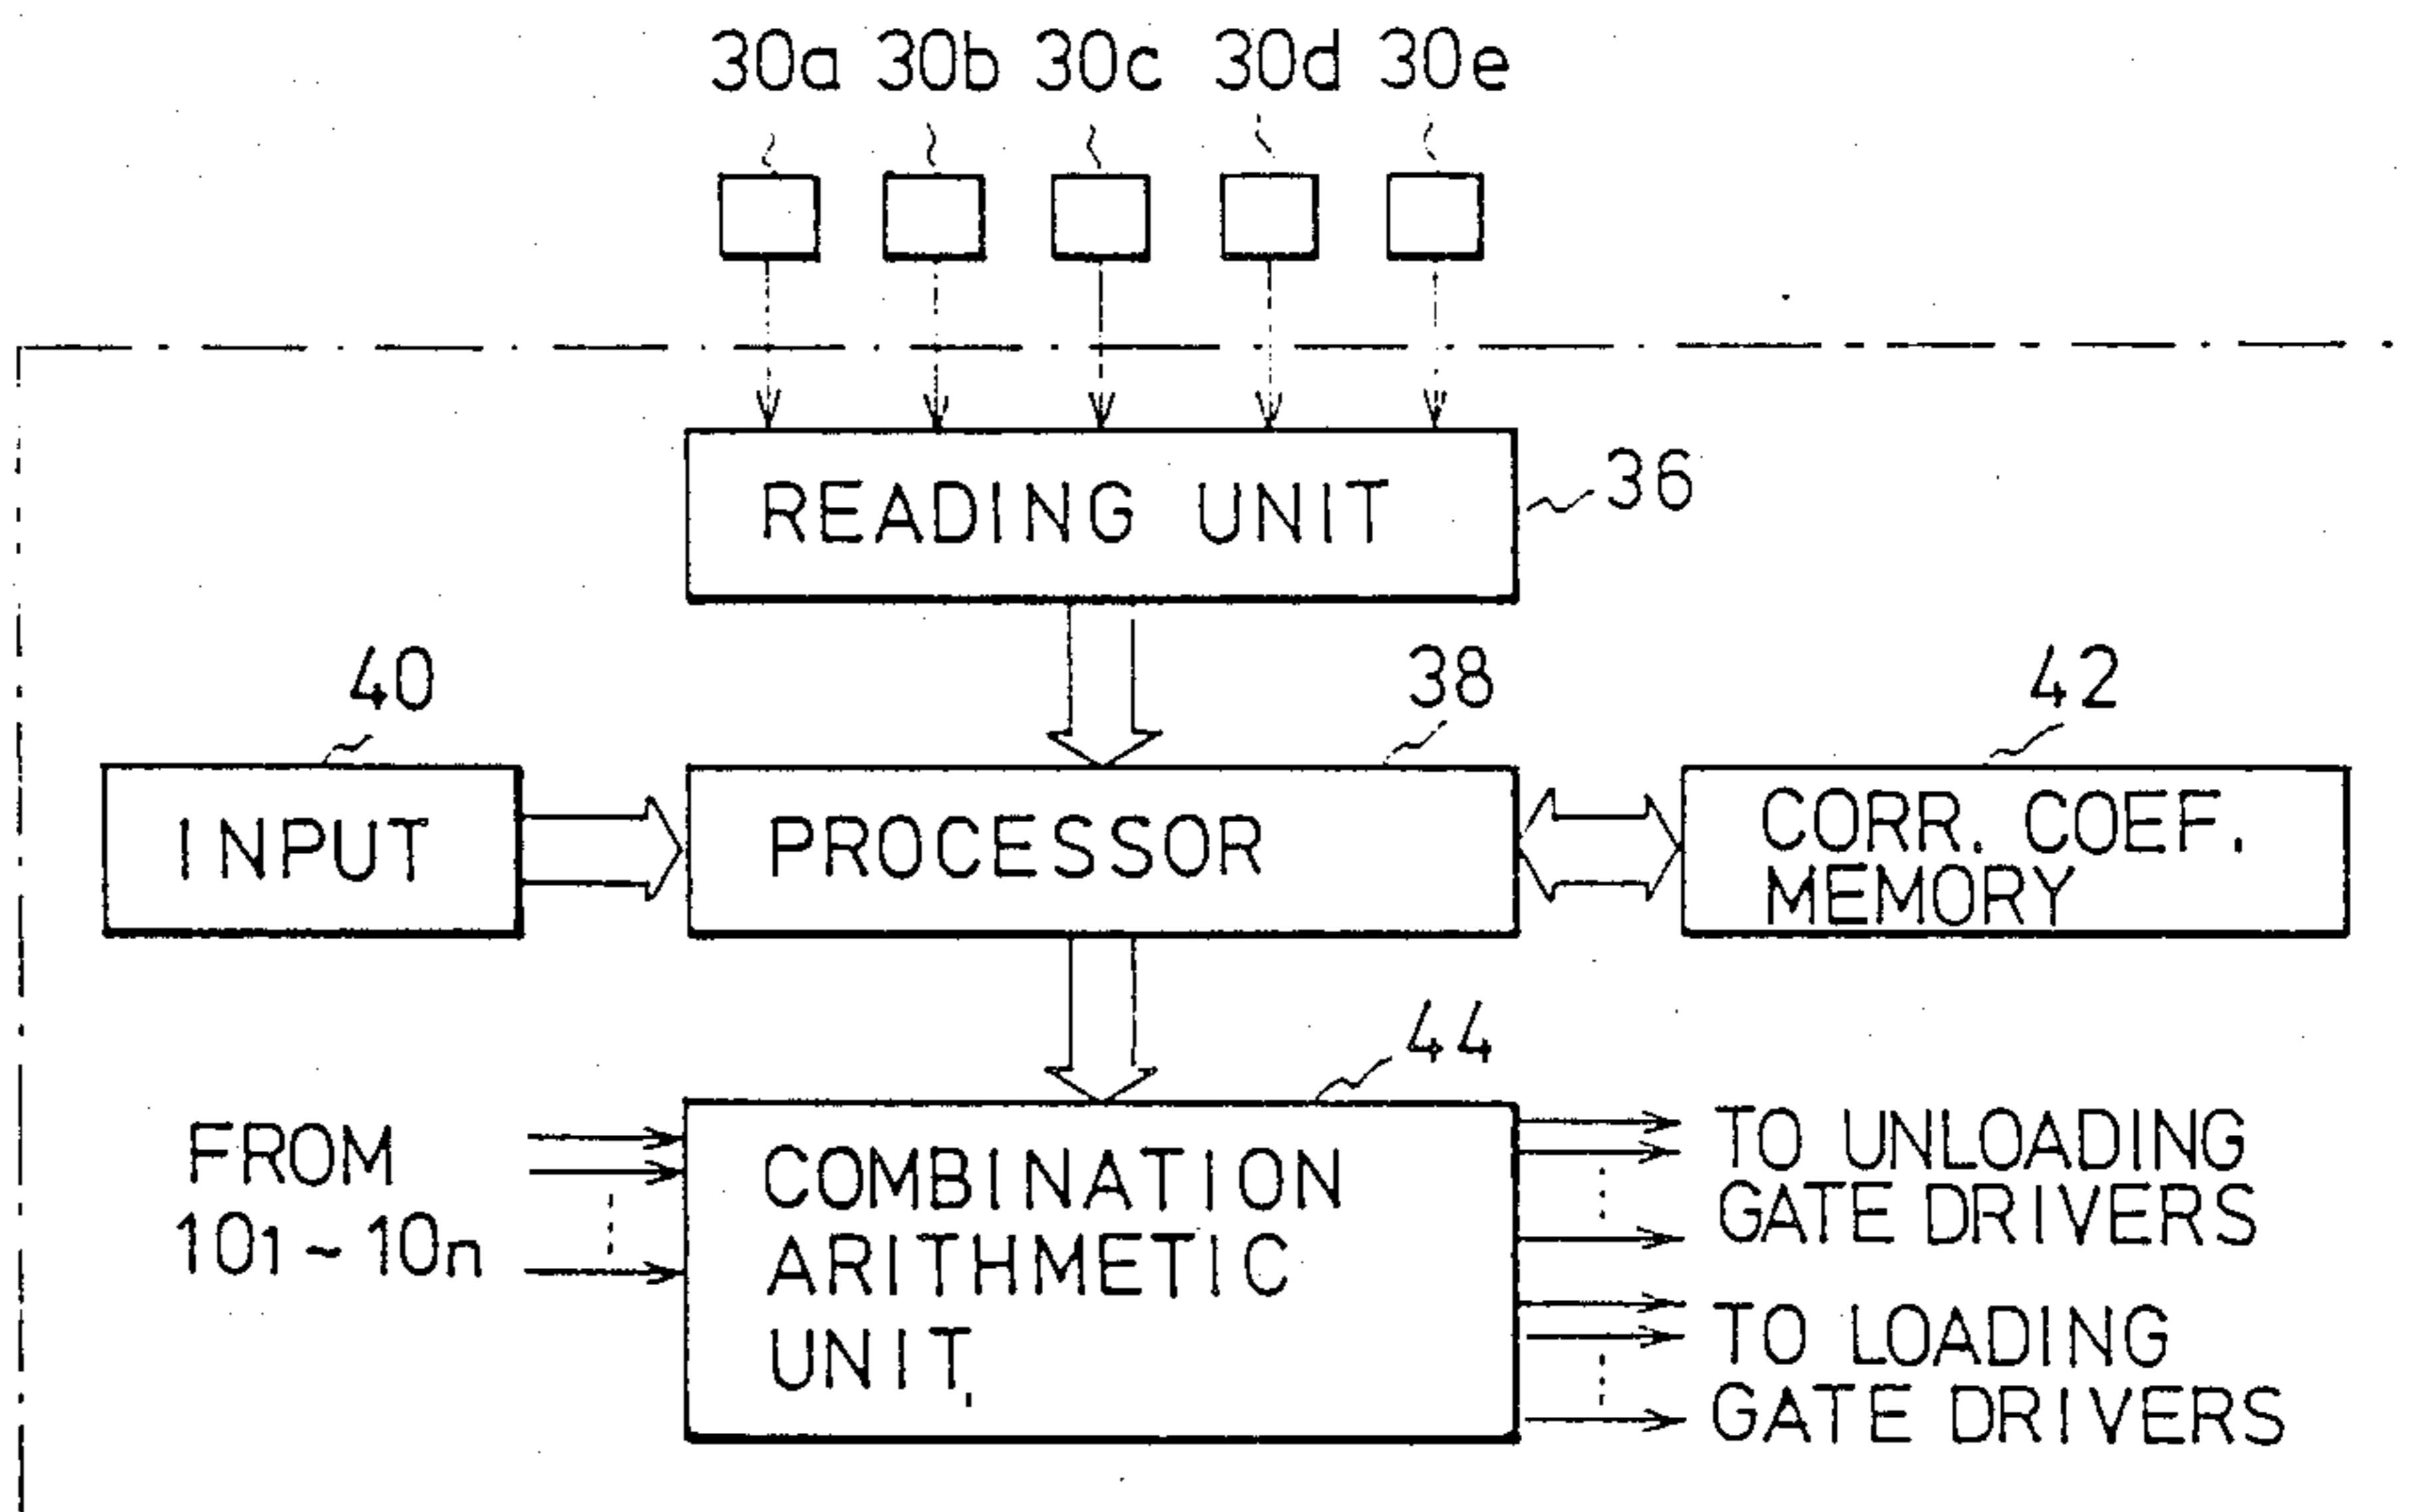 30a 30b 30c 30d 30e
READING UNIT
36
40
38
42
INPUT
PROCESSOR
CORR. COEF.
MEMORY
44
FROM
101~10n
COMBINATION
ARITHMETIC
UNIT
TO UNLOADING
GATE DRIVERS
TO LOADING
GATE DRIVERS